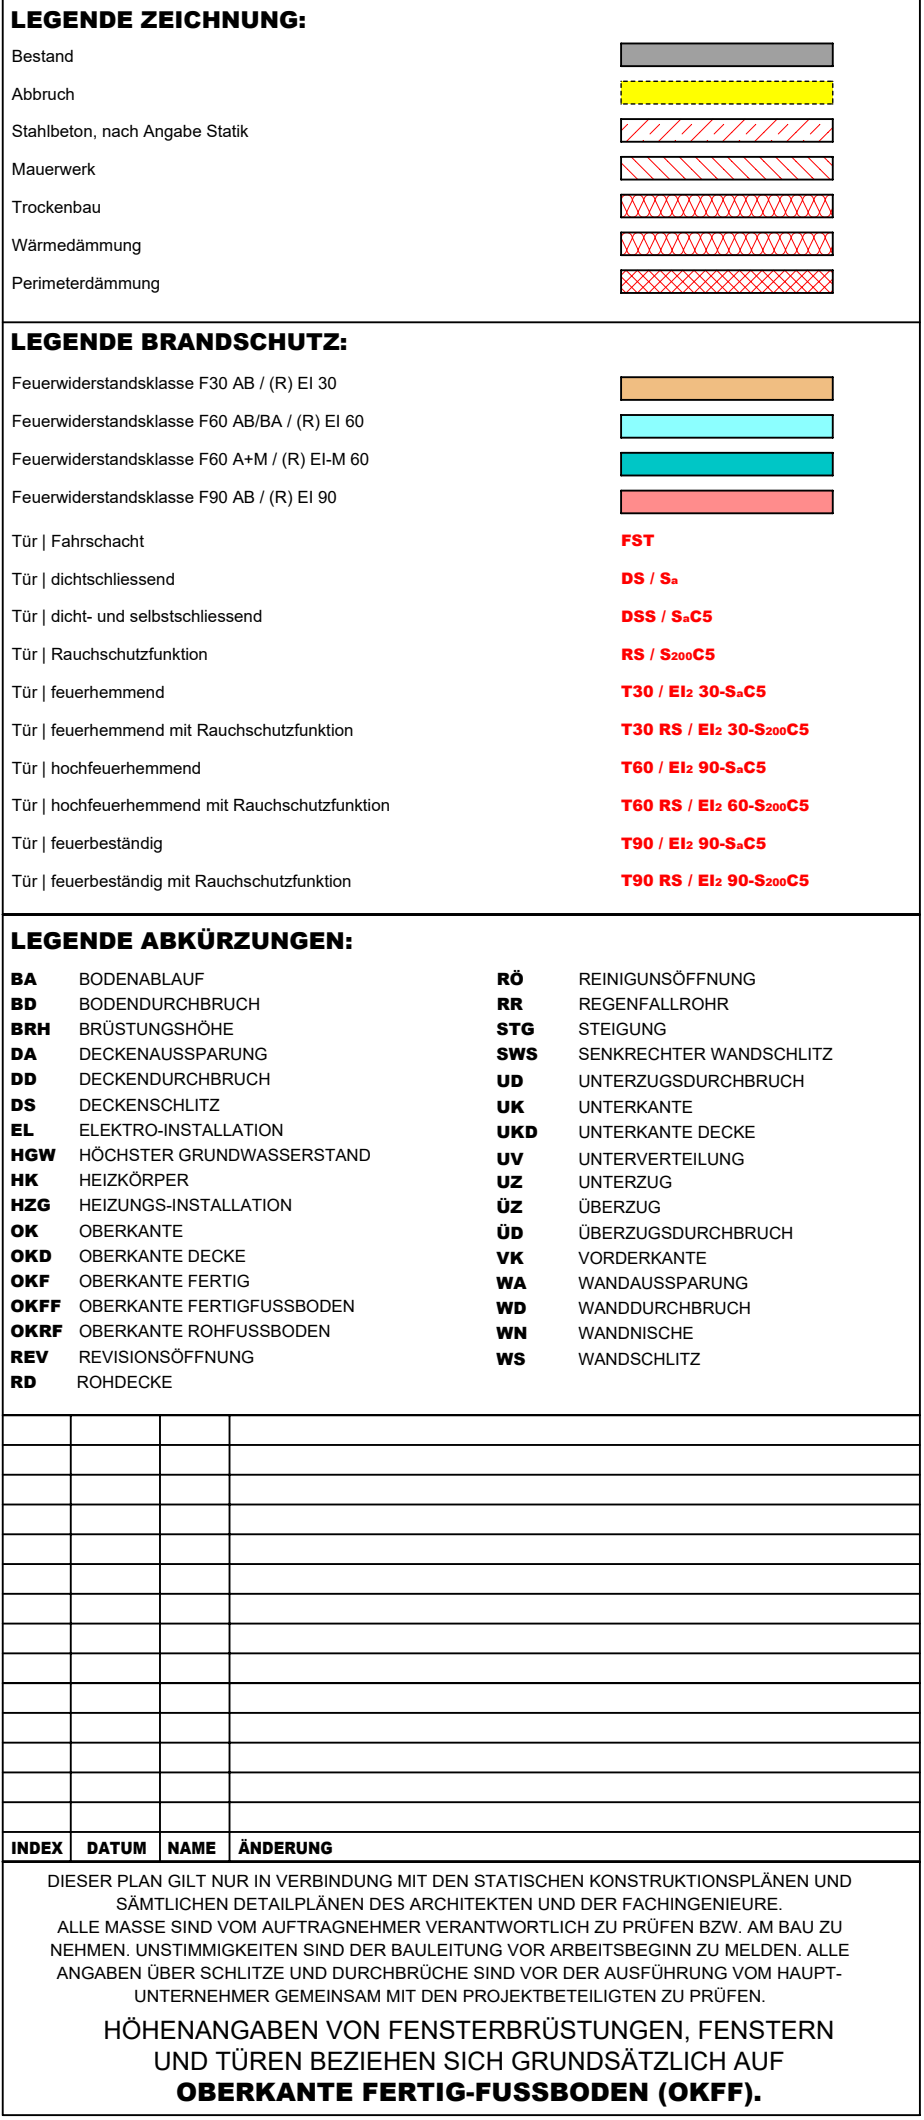 LEGENDE ZEICHNUNG:
Bestand
Abbruch
Stahlbeton, nach Angabe Statik
Mauerwerk
Trockenbau
Wärmedämmung
Perimeterdämmung
LEGENDE BRANDSCHUTZ:
Feuerwiderstandsklasse F30 AB / (R) EI 30
Feuerwiderstandsklasse F60 AB/BA / (R) EI 60
Feuerwiderstandsklasse F60 A+M / (R) EI-M 60
Feuerwiderstandsklasse F90 AB / (R) EI 90
Tür | Fahrschacht FST
Tür | dichtschliessend DS / Sa
Tür | dicht- und selbstschliessend DSS / SaC5
Tür | Rauchschutzfunktion RS / S200C5
Tür | feuerhemmend T30 / EI2 30-SaC5
Tür | feuerhemmend mit Rauchschutzfunktion T30 RS / EI2 30-S200C5
Tür | hochfeuerhemmend T60 / EI2 90-SaC5
Tür | hochfeuerhemmend mit Rauchschutzfunktion T60 RS / EI2 60-S200C5
Tür | feuerbeständig T90 / EI2 90-SaC5
Tür | feuerbeständig mit Rauchschutzfunktion T90 RS / EI2 90-S200C5
LEGENDE ABKÜRZUNGEN:
BA BODENABLAUF
BD BODENDURCHBRUCH
BRH BRÜSTUNGSHÖHE
DA DECKENAUSSPARUNG
DD DECKENDURCHBRUCH
DS DECKENSCHLITZ
EL ELEKTRO-INSTALLATION
HGW HÖCHSTER GRUNDWASSERSTAND
HK HEIZKÖRPER
HZG HEIZUNGS-INSTALLATION
OK OBERKANTE
OKD OBERKANTE DECKE
OKF OBERKANTE FERTIG
OKFF OBERKANTE FERTIGFUSSBODEN
OKRF OBERKANTE ROHFUSSBODEN
REV REVISIONSÖFFNUNG
RD ROHDECKE
RÖ REINIGUNSÖFFNUNG
RR REGENFALLROHR
STG STEIGUNG
SWS SENKRECHTER WANDSCHLITZ
UD UNTERZUGSDURCHBRUCH
UK UNTERKANTE
UKD UNTERKANTE DECKE
UV UNTERVERTEILUNG
UZ UNTERZUG
ÜZ ÜBERZUG
ÜD ÜBERZUGSDURCHBRUCH
VK VORDERKANTE
WA WANDAUSSPARUNG
WD WANDDURCHBRUCH
WN WANDNISCHE
WS WANDSCHLITZ
INDEX DATUM NAME ÄNDERUNG
DIESER PLAN GILT NUR IN VERBINDUNG MIT DEN STATISCHEN KONSTRUKTIONSPLÄNEN UND
SÄMTLICHEN DETAILPLÄNEN DES ARCHITEKTEN UND DER FACHINGENIEURE.
ALLE MASSE SIND VOM AUFTRAGNEHMER VERANTWORTLICH ZU PRÜFEN BZW. AM BAU ZU
NEHMEN. UNSTIMMIGKEITEN SIND DER BAULEITUNG VOR ARBEITSBEGINN ZU MELDEN. ALLE
ANGABEN ÜBER SCHLITZE UND DURCHBRÜCHE SIND VOR DER AUSFÜHRUNG VOM HAUPT-
UNTERNEHMER GEMEINSAM MIT DEN PROJEKTBETEILIGTEN ZU PRÜFEN.
HÖHENANGABEN VON FENSTERBRÜSTUNGEN, FENSTERN
UND TÜREN BEZIEHEN SICH GRUNDSÄTZLICH AUF
OBERKANTE FERTIG-FUSSBODEN (OKFF).